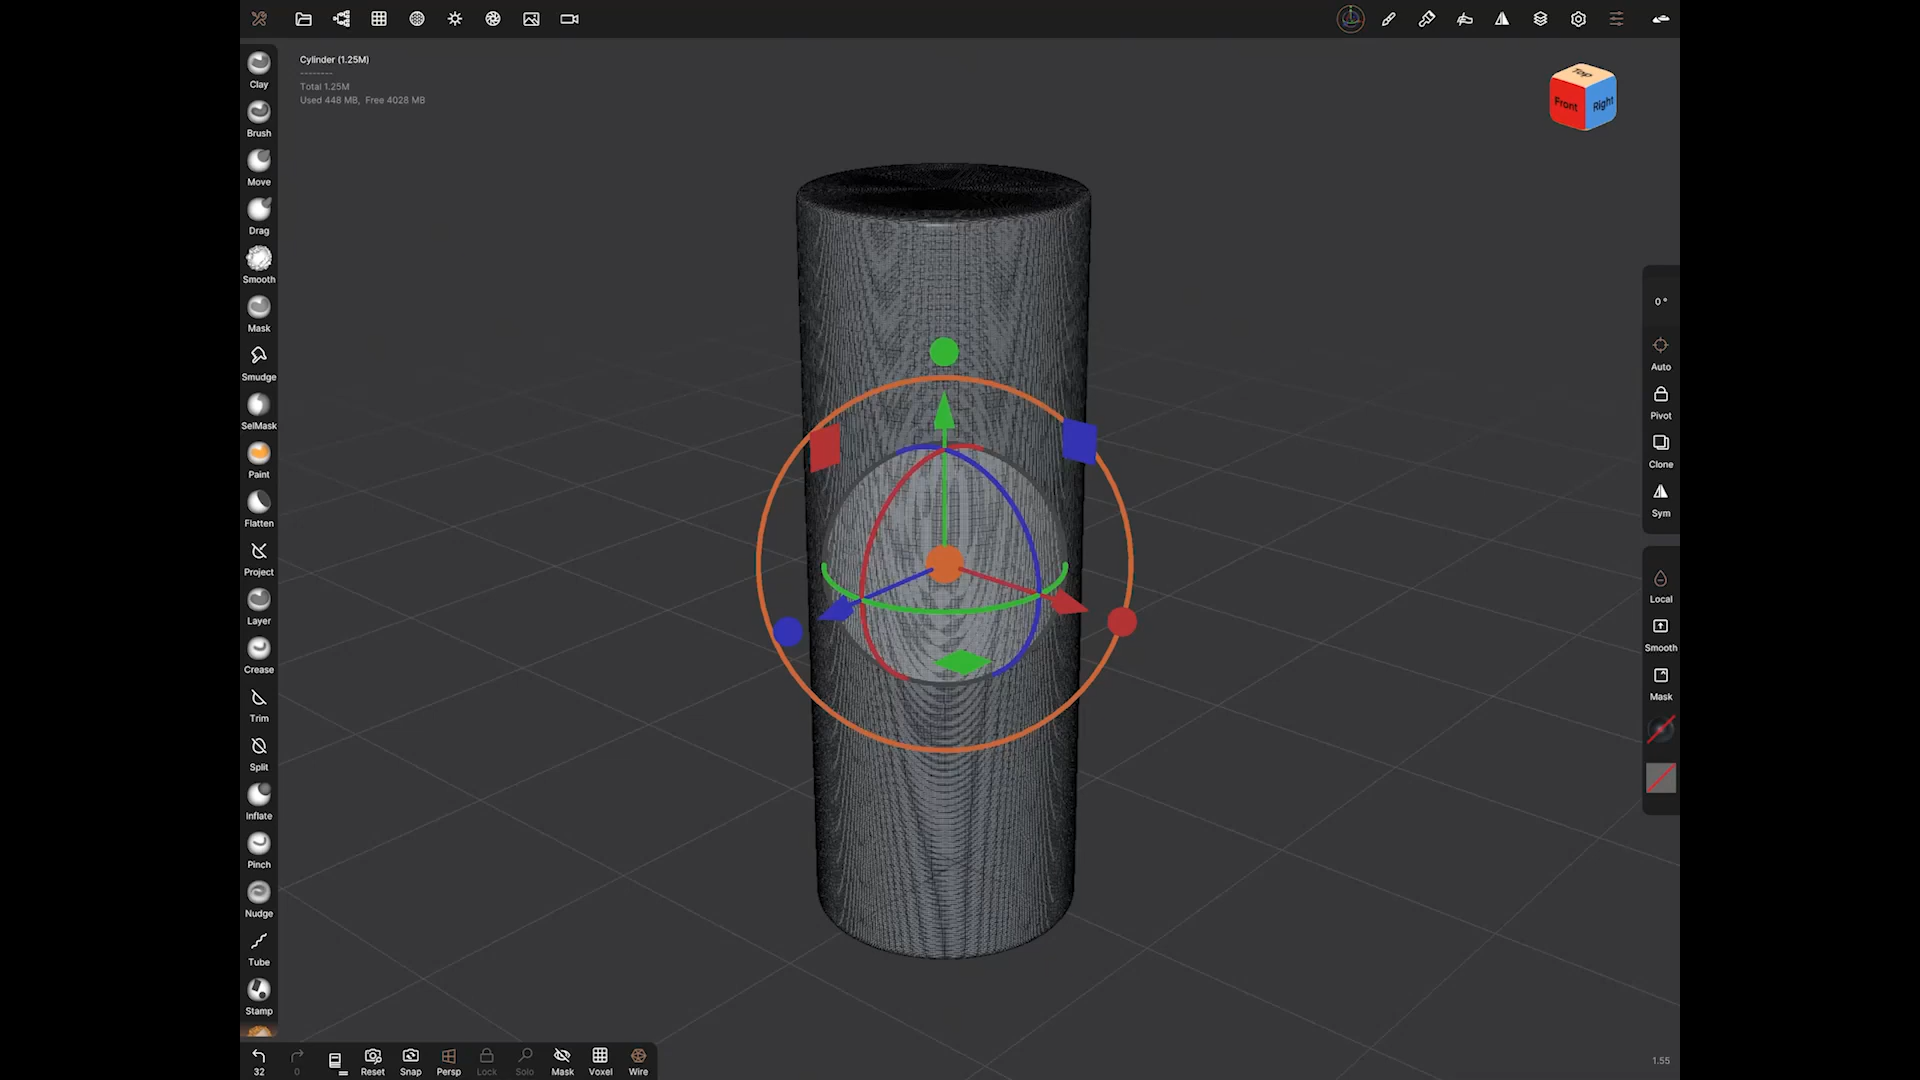 Cylinder (1.25M)
--------
Total 1.25M
Used 448 MB, Free 4028 MB
Clay
Brush
Move
Drag
Smooth
Mask
Smudge
SelMask
Paint
Flatten
Project
Layer
Crease
Trim
Split
Inflate
Pinch
Nudge
Tube
Stamp
Top
Front
Right
0°
Auto
Pivot
Clone
Sym
Local
Smooth
Mask
1.55
32
0
Reset
Snap
Persp
Lock
Solo
Mask
Voxel
Wire